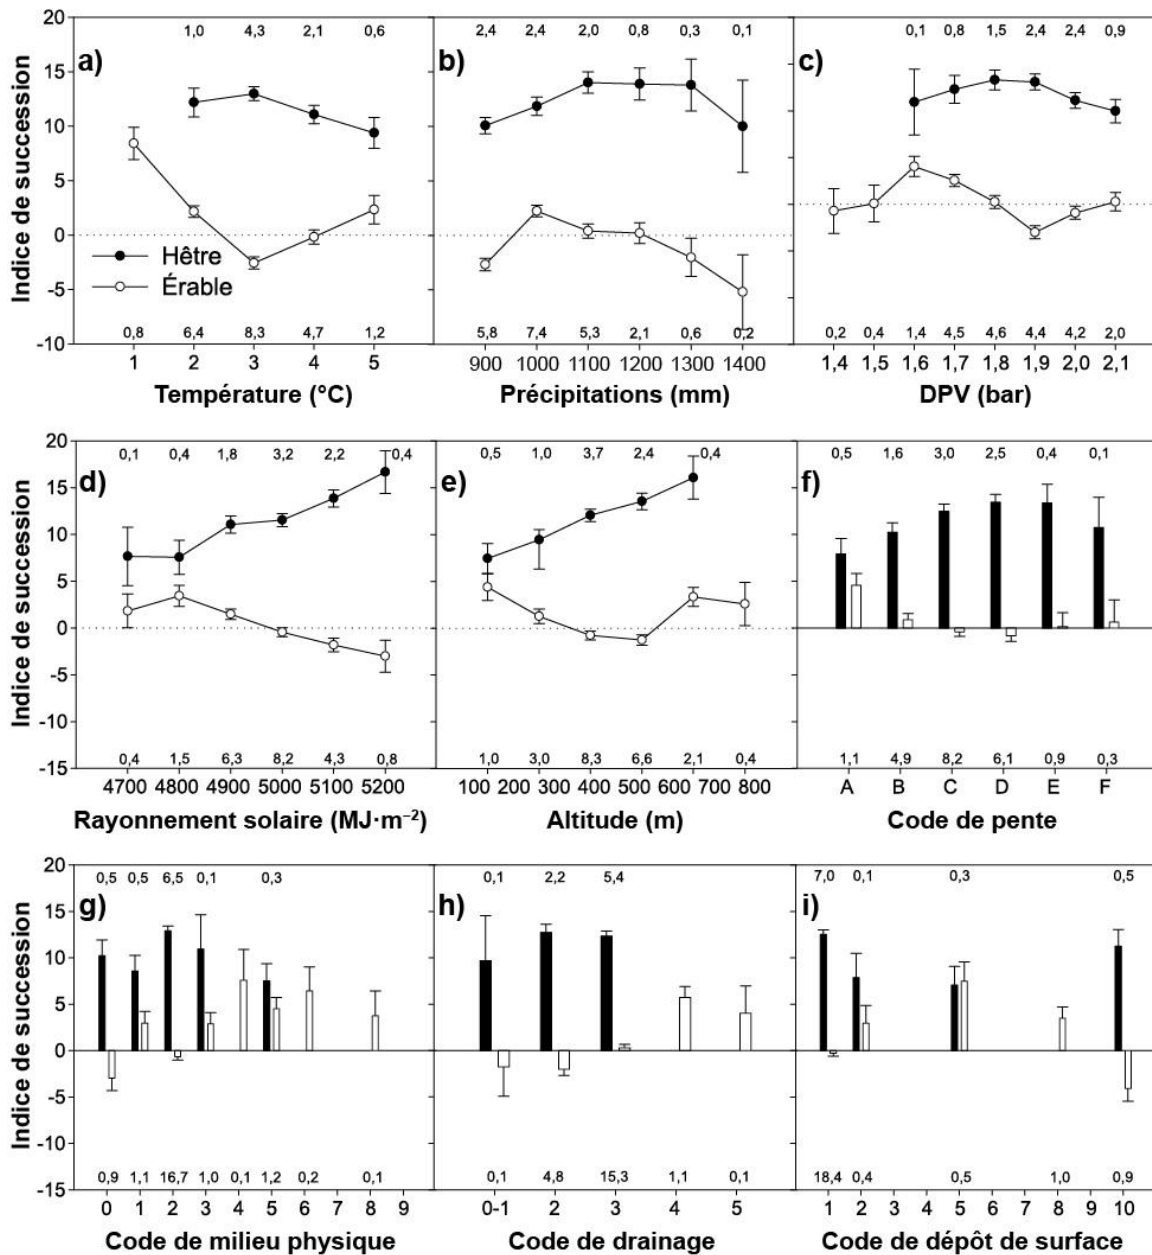 20
15
10
5
0
-5
-10
Indice de succession
a)
1,0 4,3 2,1 0,6
Hêtre
Érable
0,8 6,4 8,3 4,7 1,2
1 2 3 4 5
Température (°C)
b)
2,4 2,4 2,0 0,8 0,3 0,1
5,8 7,4 5,3 2,1 0,6 0,2
900 1000 1100 1200 1300 1400
Précipitations (mm)
c)
0,1 0,8 1,5 2,4 2,4 0,9
0,2 0,4 1,4 4,5 4,6 4,4 4,2 2,0
1,4 1,5 1,6 1,7 1,8 1,9 2,0 2,1
DPV (bar)
20
15
10
5
0
-5
-10
-15
Indice de succession
d)
0,1 0,4 1,8 3,2 2,2 0,4
0,4 1,5 6,3 8,2 4,3 0,8
4700 4800 4900 5000 5100 5200
Rayonnement solaire (MJ·m⁻²)
e)
0,5 1,0 3,7 2,4 0,4
1,0 3,0 8,3 6,6 2,1 0,4
100 200 300 400 500 600 700 800
Altitude (m)
f)
0,5 1,6 3,0 2,5 0,4 0,1
1,1 4,9 8,2 6,1 0,9 0,3
A B C D E F
Code de pente
20
15
10
5
0
-5
-10
-15
Indice de succession
g)
0,5 0,5 6,5 0,1 0,3
0,9 1,1 16,7 1,0 0,1 1,2 0,2 0,1
0 1 2 3 4 5 6 7 8 9
Code de milieu physique
h)
0,1 2,2 5,4
0,1 4,8 15,3 1,1 0,1
0-1 2 3 4 5
Code de drainage
i)
7,0 0,1 0,3 0,5
18,4 0,4 0,5 1,0 0,9
1 2 3 4 5 6 7 8 9 10
Code de dépôt de surface